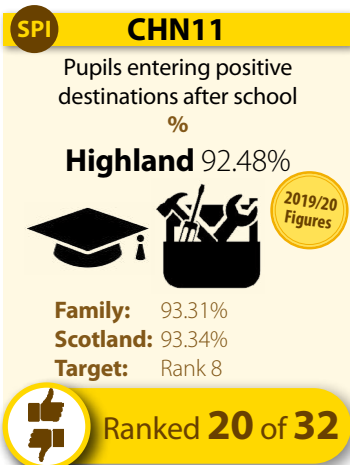 SPI CHN11
Pupils entering positive
destinations after school
%
Highland 92.48%
2019/20
Figures
Family: 93.31%
Scotland: 93.34%
Target: Rank 8
Ranked 20 of 32